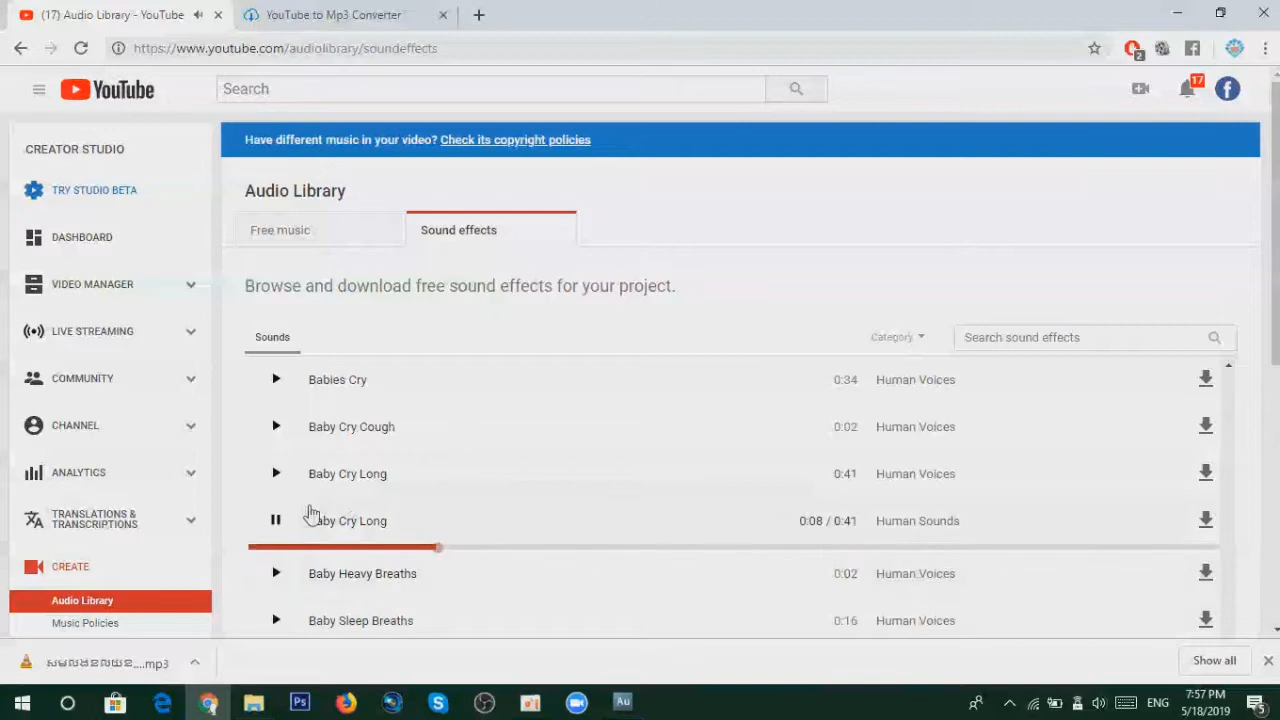 (17) Audio Library - YouTube
YouTube to Mp3 Converter
https://www.youtube.com/audiolibrary/soundeffects
2
YouTube
Search
17
CREATOR STUDIO
TRY STUDIO BETA
DASHBOARD
VIDEO MANAGER
LIVE STREAMING
COMMUNITY
CHANNEL
ANALYTICS
TRANSLATIONS &
TRANSCRIPTIONS
CREATE
Audio Library
Music Policies
Have different music in your video? Check its copyright policies
Audio Library
Free music
Sound effects
Browse and download free sound effects for your project.
Sounds
Category
Search sound effects
Babies Cry 0:34 Human Voices
Baby Cry Cough 0:02 Human Voices
Baby Cry Long 0:41 Human Voices
Baby Cry Long 0:08 / 0:41 Human Sounds
Baby Heavy Breaths 0:02 Human Voices
Baby Sleep Breaths 0:16 Human Voices
Show all
Ps
Au
ENG
7:57 PM
5/18/2019
5